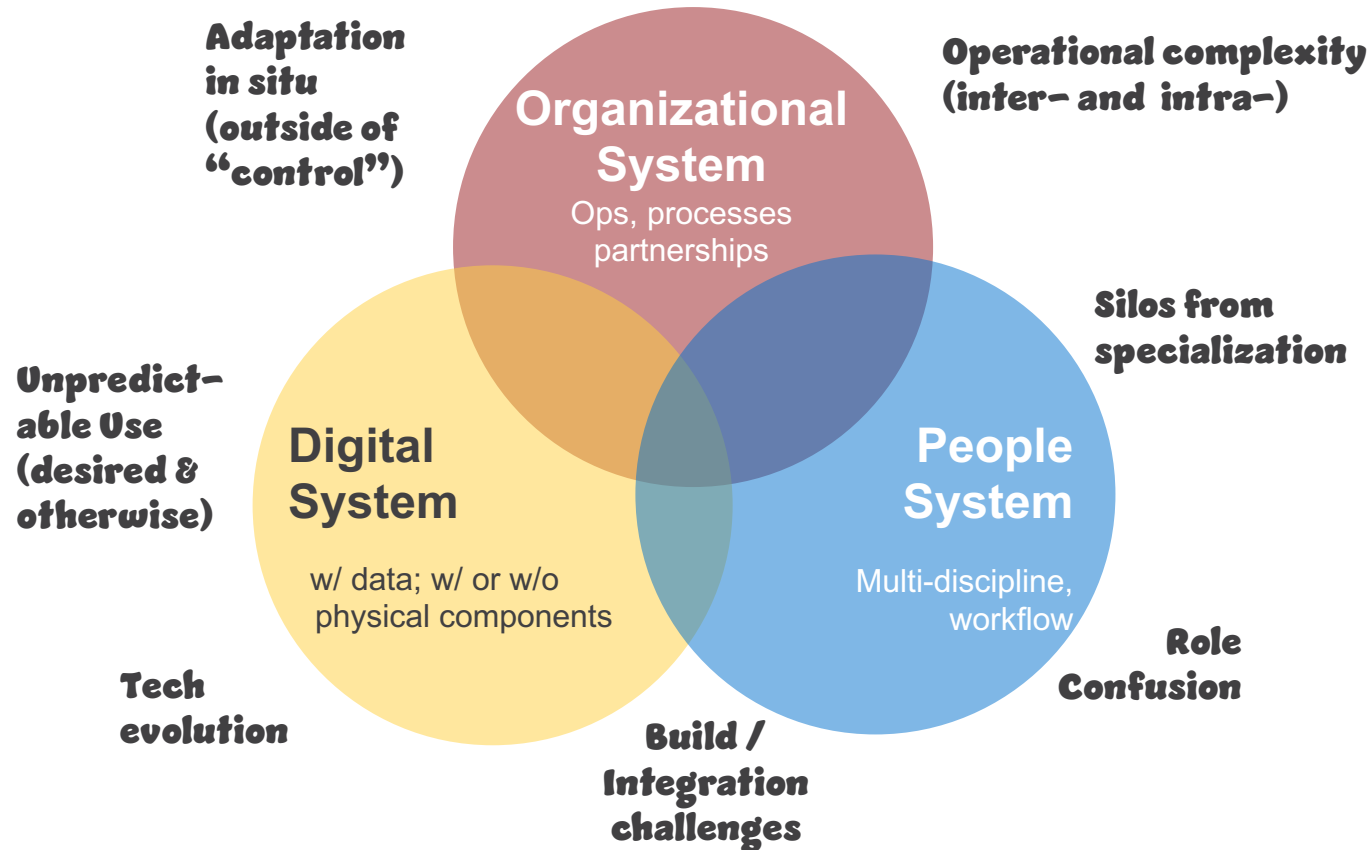 Adaptation
in situ
(outside of
“control”)
Organizational
System
Ops, processes
partnerships
Operational complexity
(inter- and intra-)
Silos from
specialization
Unpredict-
able Use
(desired &
otherwise)
Digital
System
w/ data; w/ or w/o
physical components
People
System
Multi-discipline,
workflow
Role
Confusion
Tech
evolution
Build /
Integration
challenges